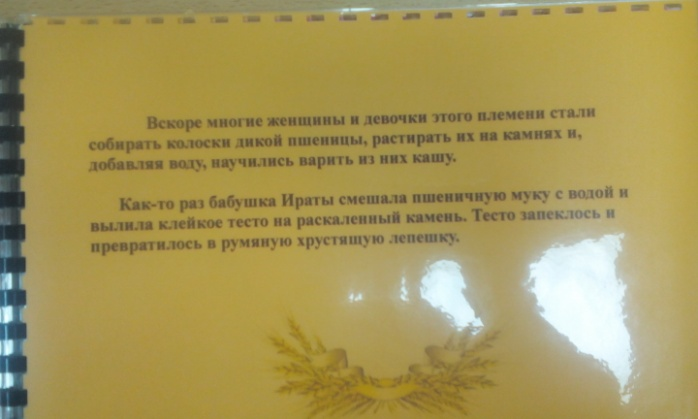 Вскоре многие женщины и девочки этого племени стали
собирать колоски дикой пшеницы, растирать их на камнях и,
добавляя воду, научились варить из них кашу.
Как-то раз бабушка Ираты смешала пшеничную муку с водой и
вылила клейкое тесто на раскаленный камень. Тесто запеклось и
превратилось в румяную хрустящую лепешку.